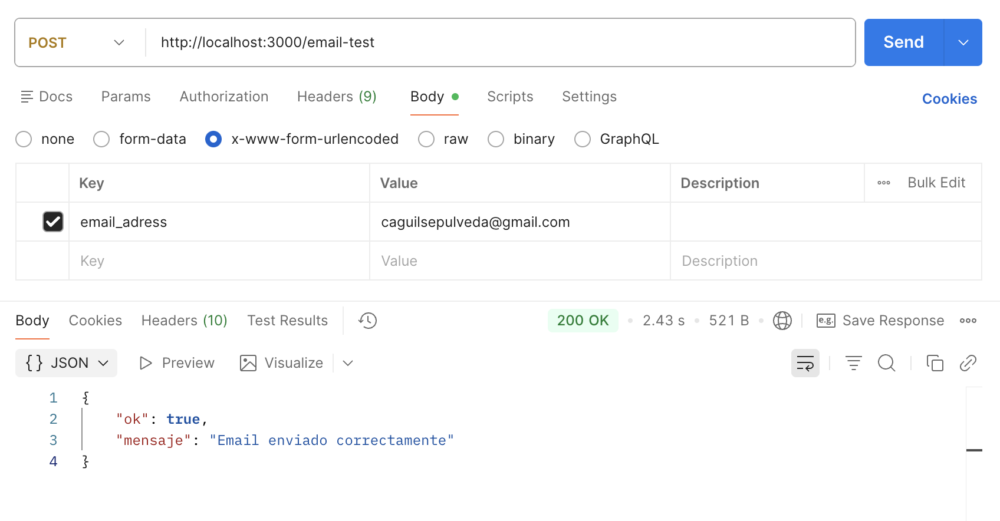 POST http://localhost:3000/email-test Send
Docs Params Authorization Headers (9) Body Scripts Settings Cookies
none form-data x-www-form-urlencoded raw binary GraphQL
Key Value Description Bulk Edit
email_adress caguilsepulveda@gmail.com
Key Value Description
Body Cookies Headers (10) Test Results 200 OK 2.43 s 521 B e.g. Save Response
{} JSON Preview Visualize
1 {
2 "ok": true,
3 "mensaje": "Email enviado correctamente"
4 }